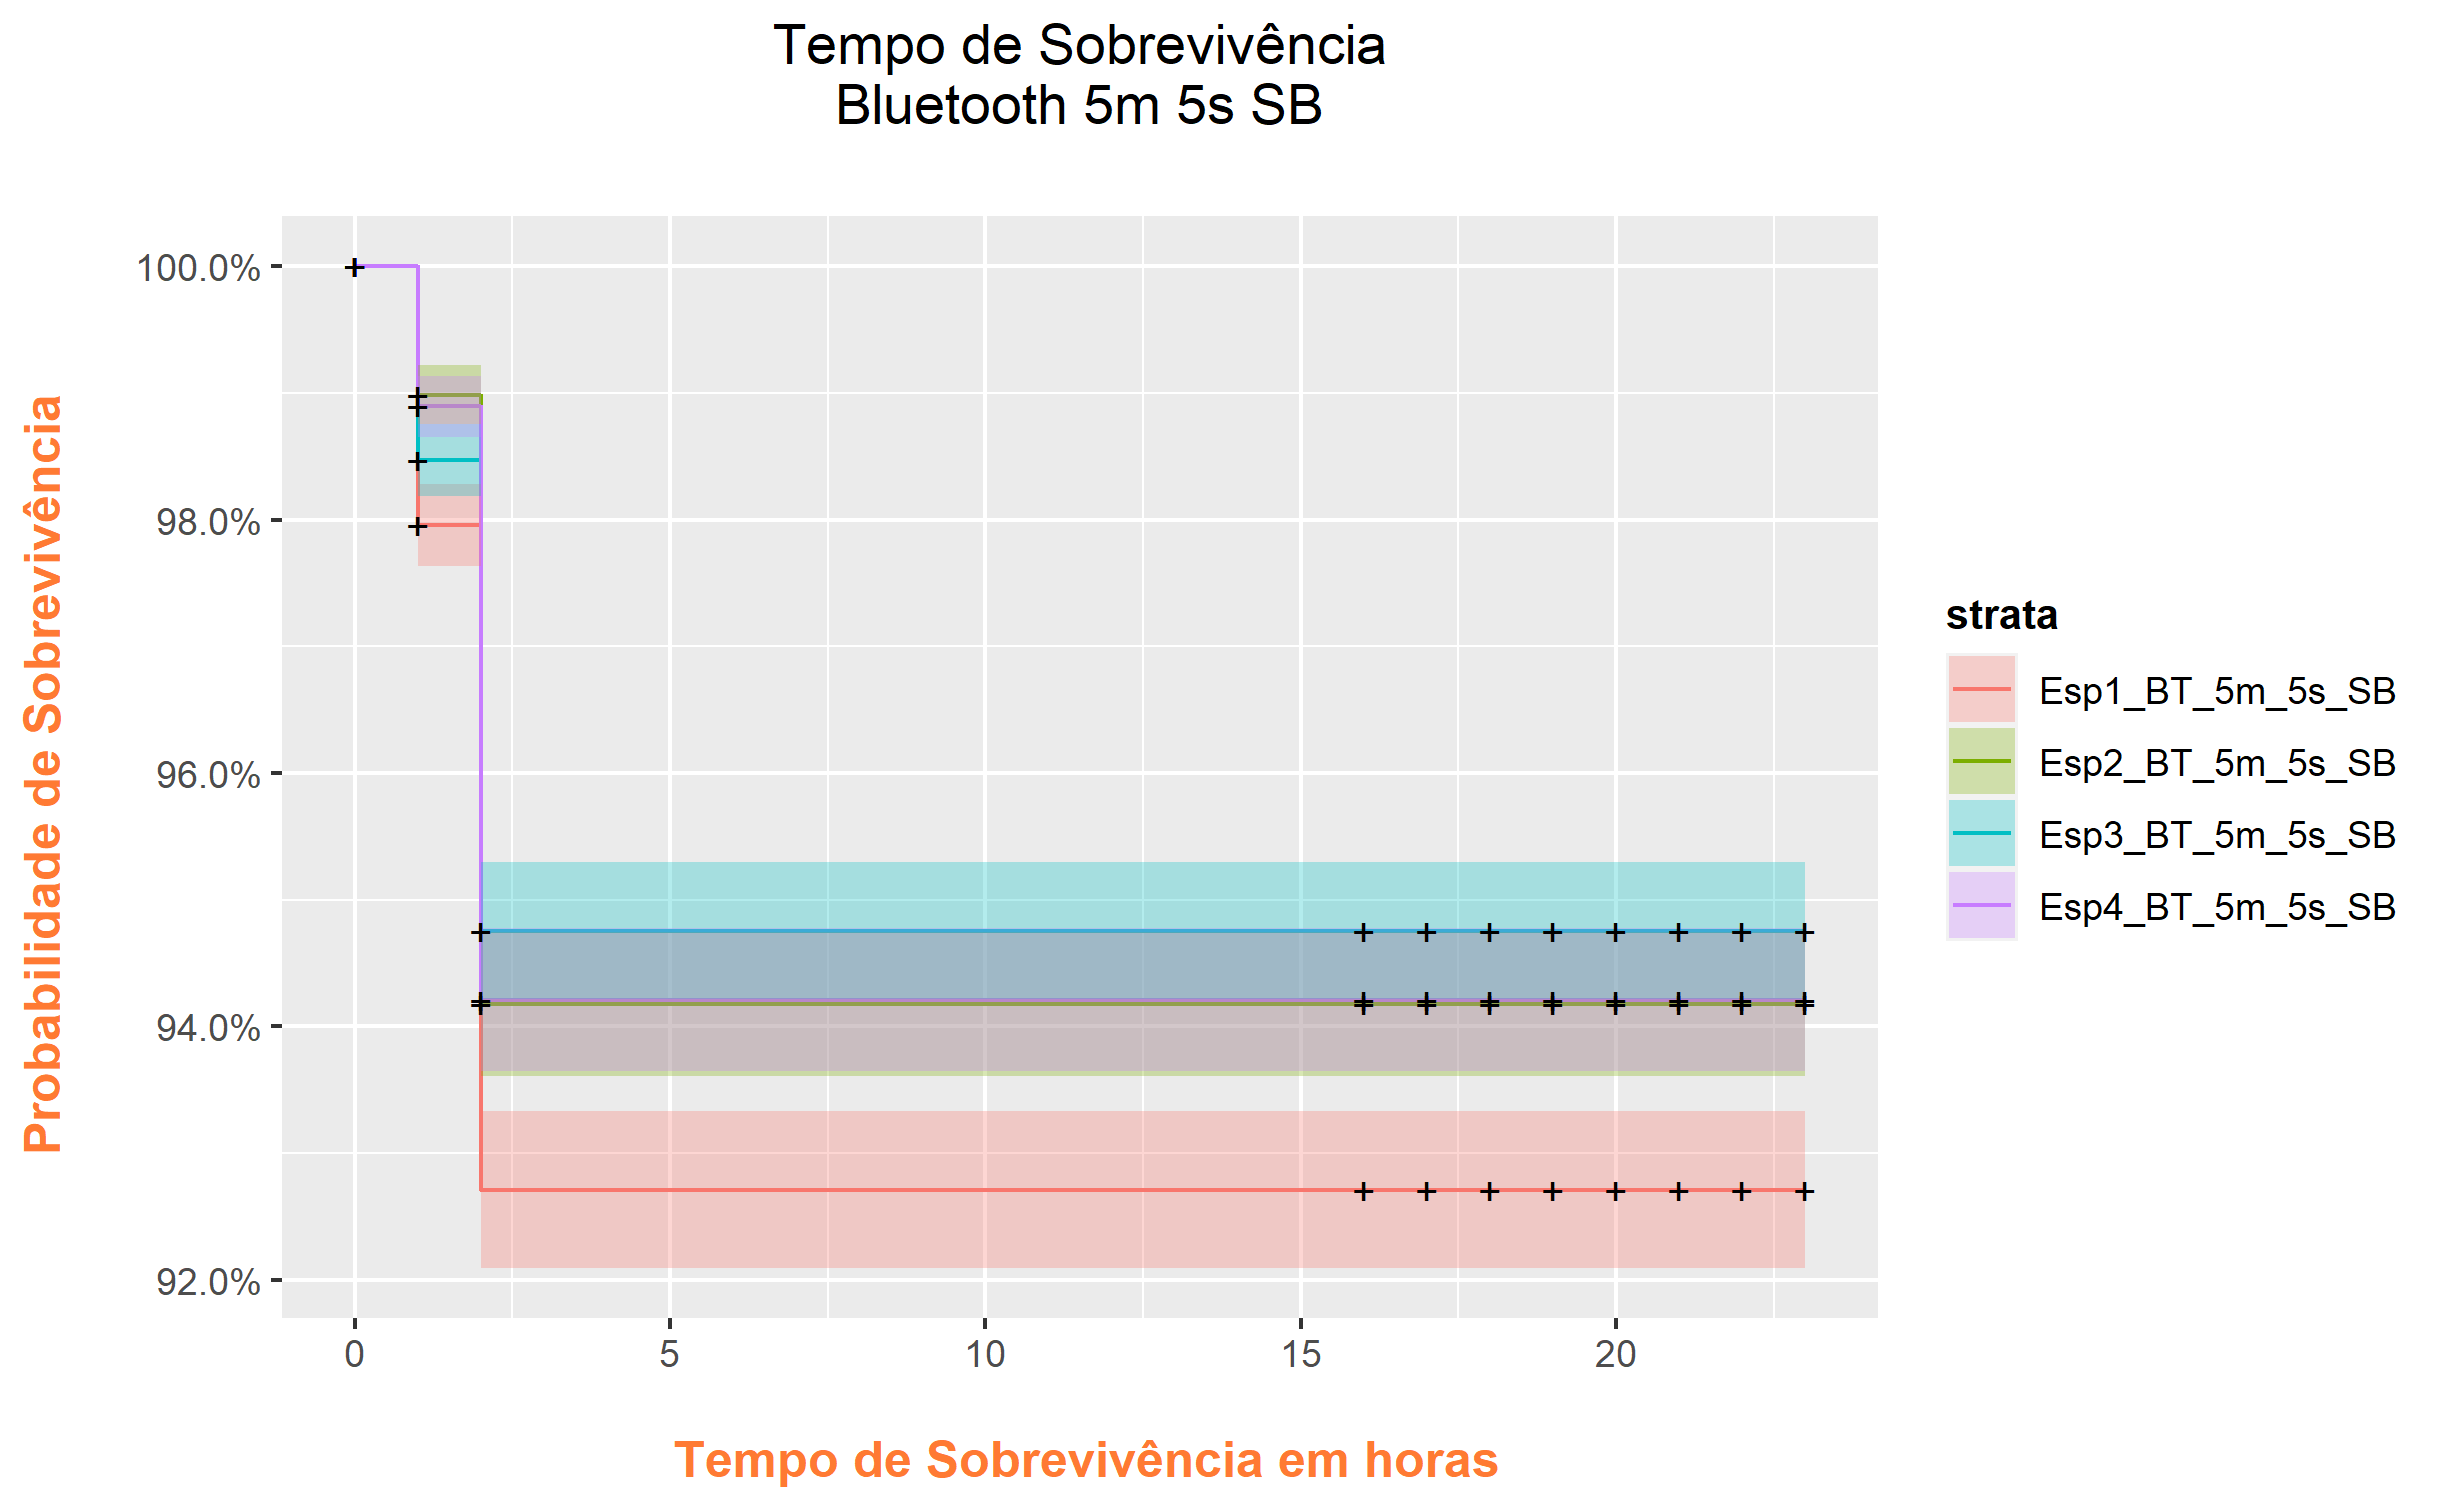 Tempo de Sobrevivência
Bluetooth 5m 5s SB
Probabilidade de Sobrevivência
100.0%
98.0%
96.0%
94.0%
92.0%
0 5 10 15 20
Tempo de Sobrevivência em horas
strata
Esp1_BT_5m_5s_SB
Esp2_BT_5m_5s_SB
Esp3_BT_5m_5s_SB
Esp4_BT_5m_5s_SB